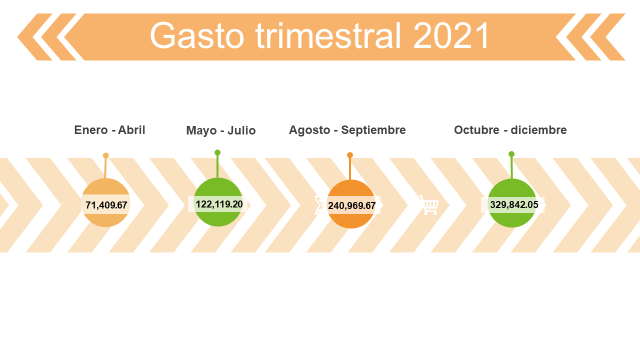 Gasto trimestral 2021
Enero - Abril
Mayo - Julio
Agosto - Septiembre
Octubre - diciembre
71,409.67
122,119.20
240,969.67
329,842.05